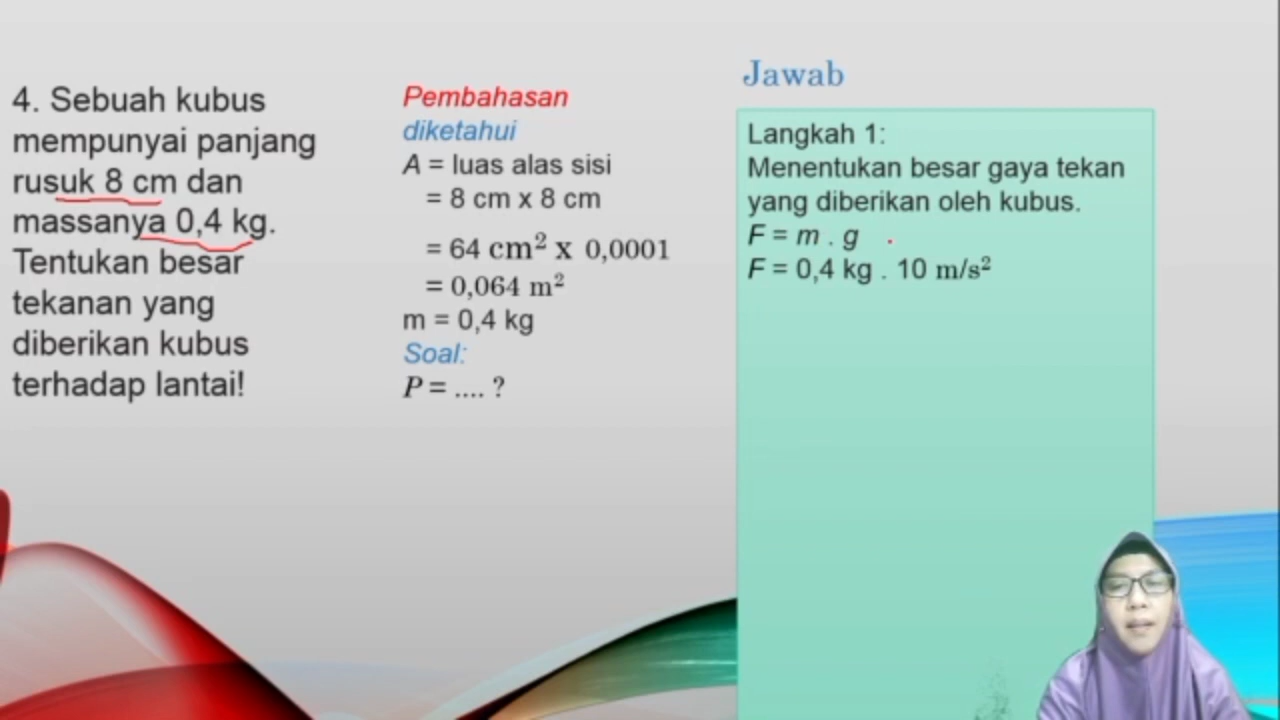 4. Sebuah kubus
mempunyai panjang
rusuk 8 cm dan
massanya 0,4 kg.
Tentukan besar
tekanan yang
diberikan kubus
terhadap lantai!
Pembahasan
diketahui
A = luas alas sisi
= 8 cm x 8 cm
= 64 cm² x 0,0001
= 0,064 m²
m = 0,4 kg
Soal:
P = .... ?
Jawab
Langkah 1:
Menentukan besar gaya tekan
yang diberikan oleh kubus.
F = m . g
F = 0,4 kg . 10 m/s²